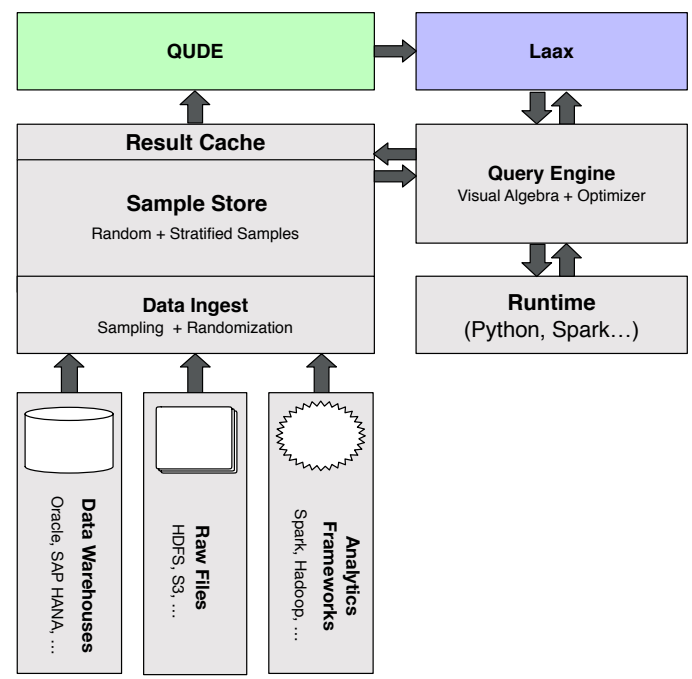 QUDE
Laax
Result Cache
Sample Store
Random + Stratified Samples
Data Ingest
Sampling + Randomization
Query Engine
Visual Algebra + Optimizer
Runtime
(Python, Spark…)
Data Warehouses
Oracle, SAP HANA, …
Raw Files
HDFS, S3, …
Analytics
Frameworks
Spark, Hadoop, …